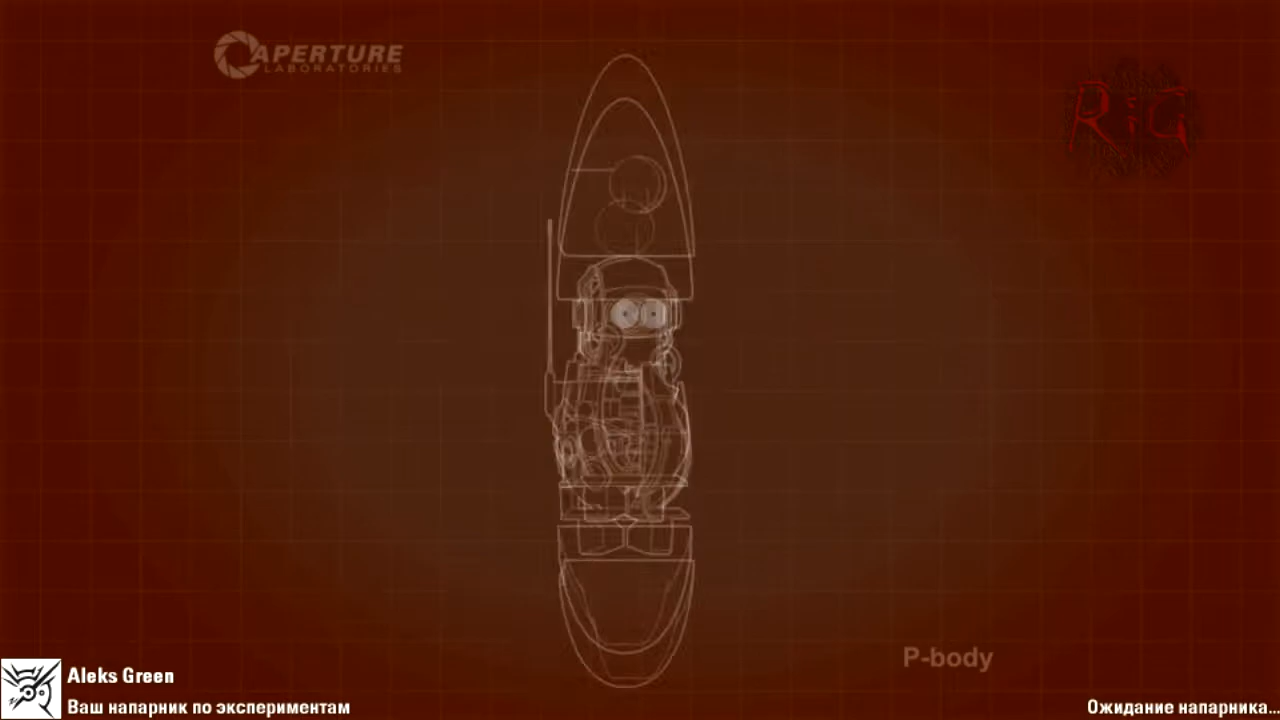 APERTURE
LABORATORIES
RiG
P-body
Aleks Green
Ваш напарник по экспериментам
Ожидание напарника...